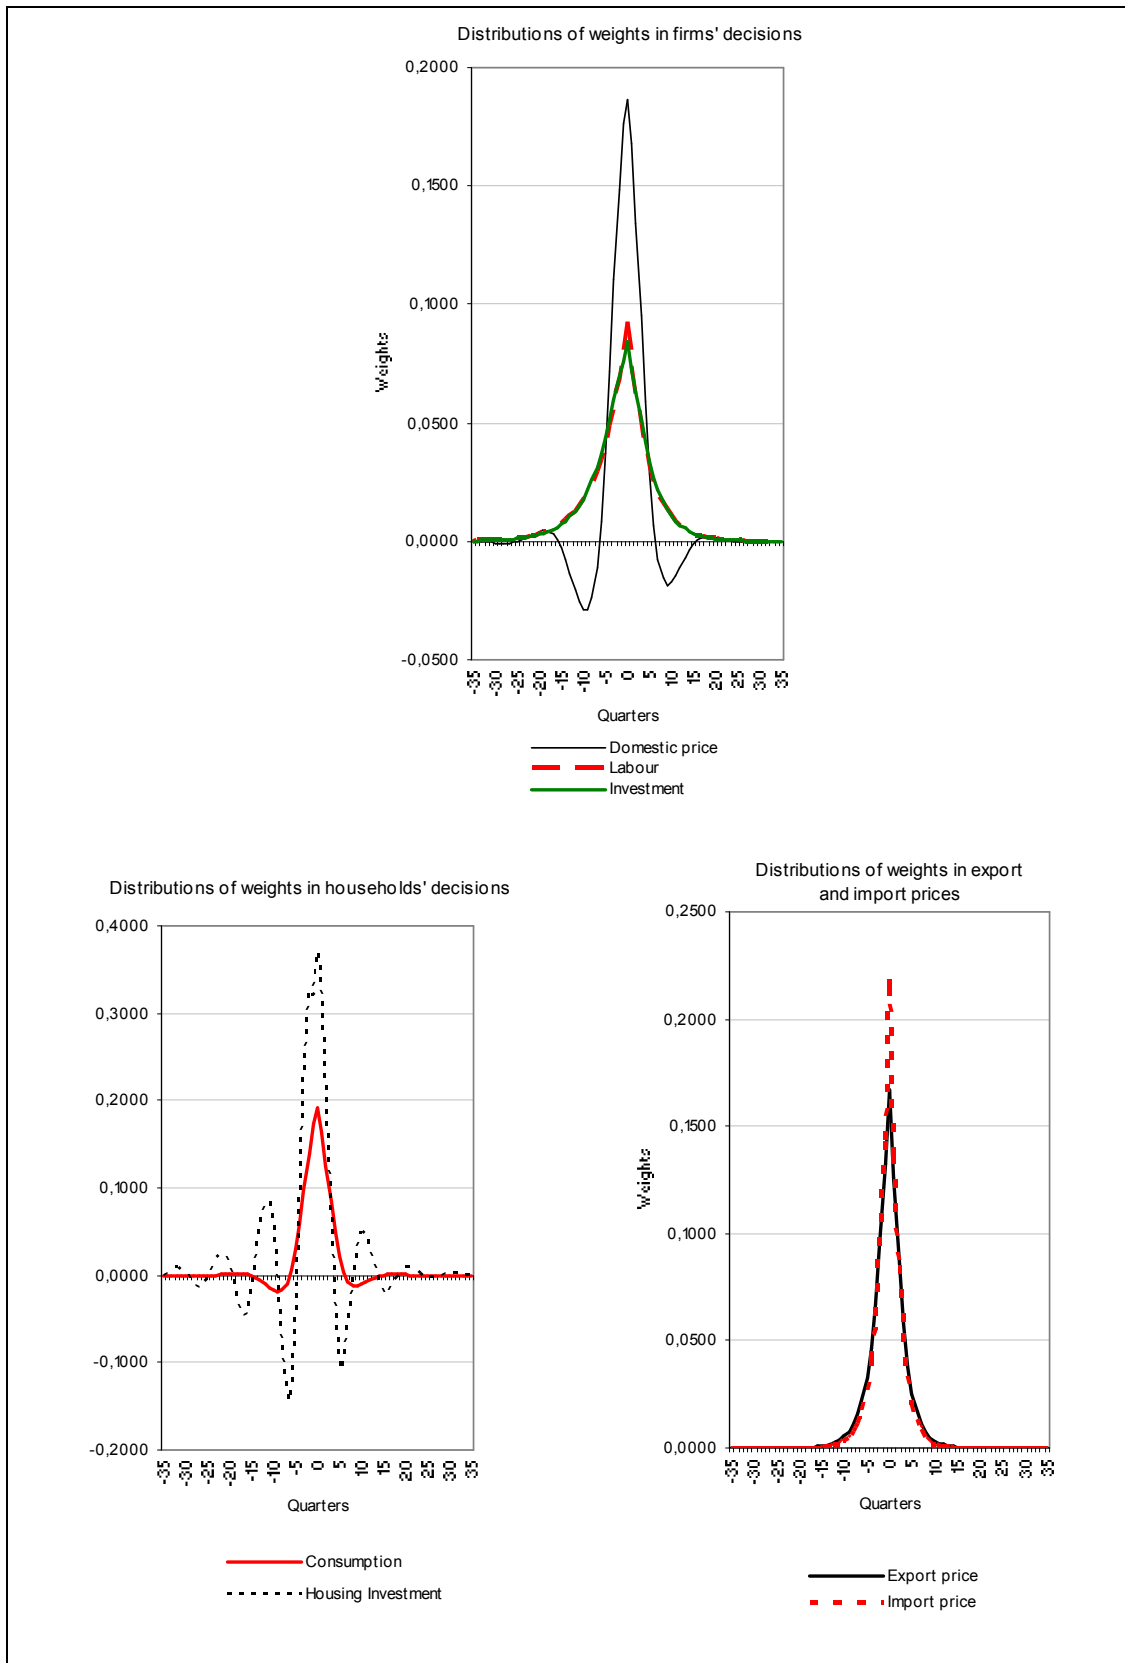 Distributions of weights in firms' decisions
0,2000
0,1500
0,1000
0,0500
0,0000
-0,0500
Weights
-35 -30 -25 -20 -15 -10 -5 0 5 10 15 20 25 30 35
Quarters
Domestic price
Labour
Investment
Distributions of weights in households' decisions
0,4000
0,3000
0,2000
0,1000
0,0000
-0,1000
-0,2000
-35 -30 -25 -20 -15 -10 -5 0 5 10 15 20 25 30 35
Quarters
Consumption
Housing Investment
Distributions of weights in export
and import prices
0,2500
0,2000
0,1500
0,1000
0,0500
0,0000
Weights
-35 -30 -25 -20 -15 -10 -5 0 5 10 15 20 25 30 35
Quarters
Export price
Import price